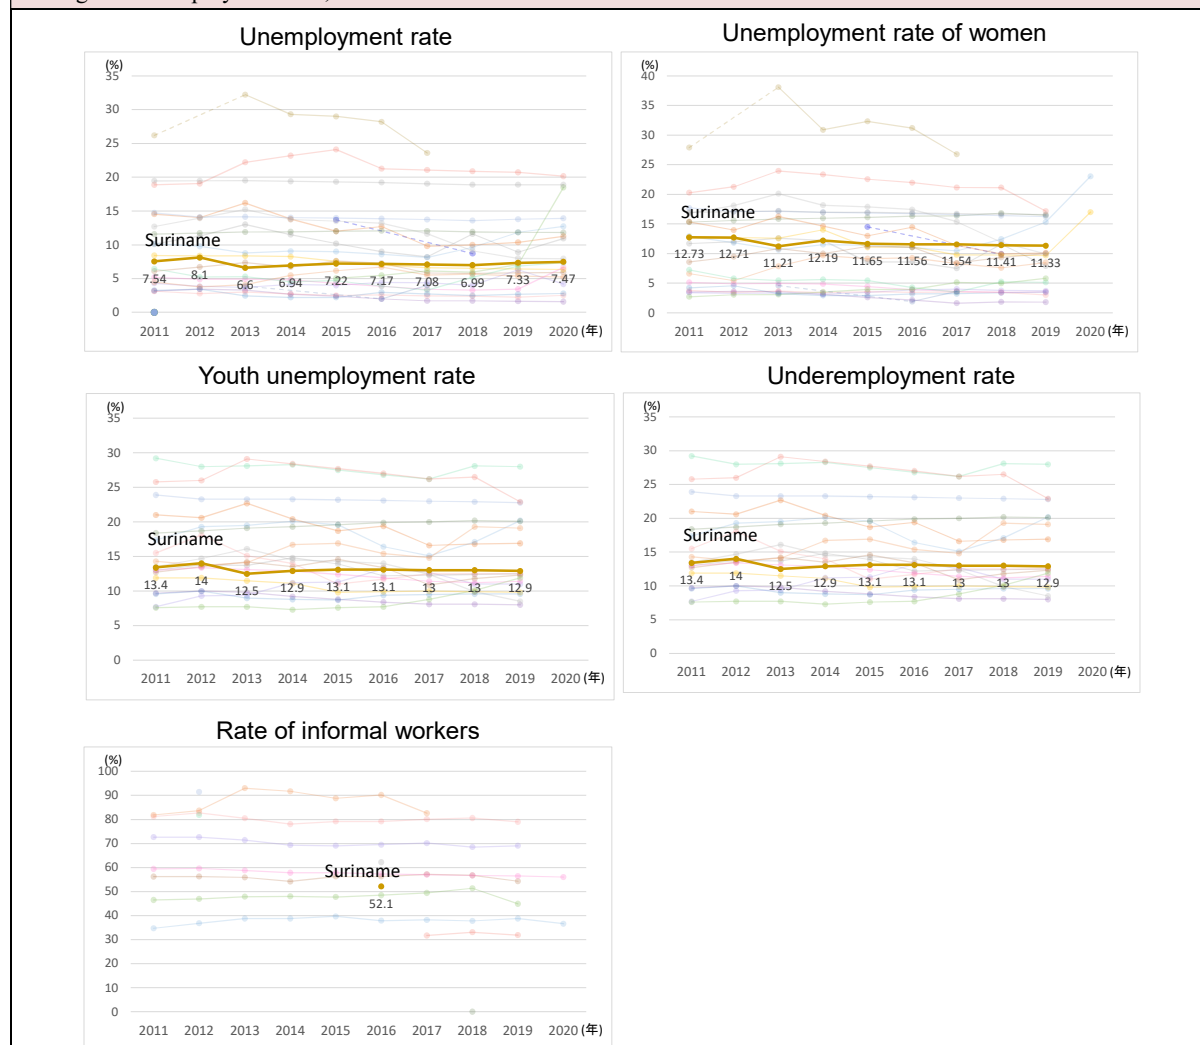 Unemployment rate
(%)
35
30
25
20
15
10
5
0
Suriname
7.54 8.1 6.6 6.94 7.22 7.17 7.08 6.99 7.33 7.47
2011 2012 2013 2014 2015 2016 2017 2018 2019 2020 (年)
Unemployment rate of women
(%)
40
35
30
25
20
15
10
5
0
Suriname
12.73 12.71 11.21 12.19 11.65 11.56 11.54 11.41 11.33
2011 2012 2013 2014 2015 2016 2017 2018 2019 2020 (年)
Youth unemployment rate
(%)
35
30
25
20
15
10
5
0
Suriname
13.4 14 12.5 12.9 13.1 13.1 13 13 12.9
2011 2012 2013 2014 2015 2016 2017 2018 2019 2020 (年)
Underemployment rate
(%)
35
30
25
20
15
10
5
0
Suriname
13.4 14 12.5 12.9 13.1 13.1 13 13 12.9
2011 2012 2013 2014 2015 2016 2017 2018 2019 2020 (年)
Rate of informal workers
(%)
100
90
80
70
60
50
40
30
20
10
0
Suriname
52.1
2011 2012 2013 2014 2015 2016 2017 2018 2019 2020 (年)